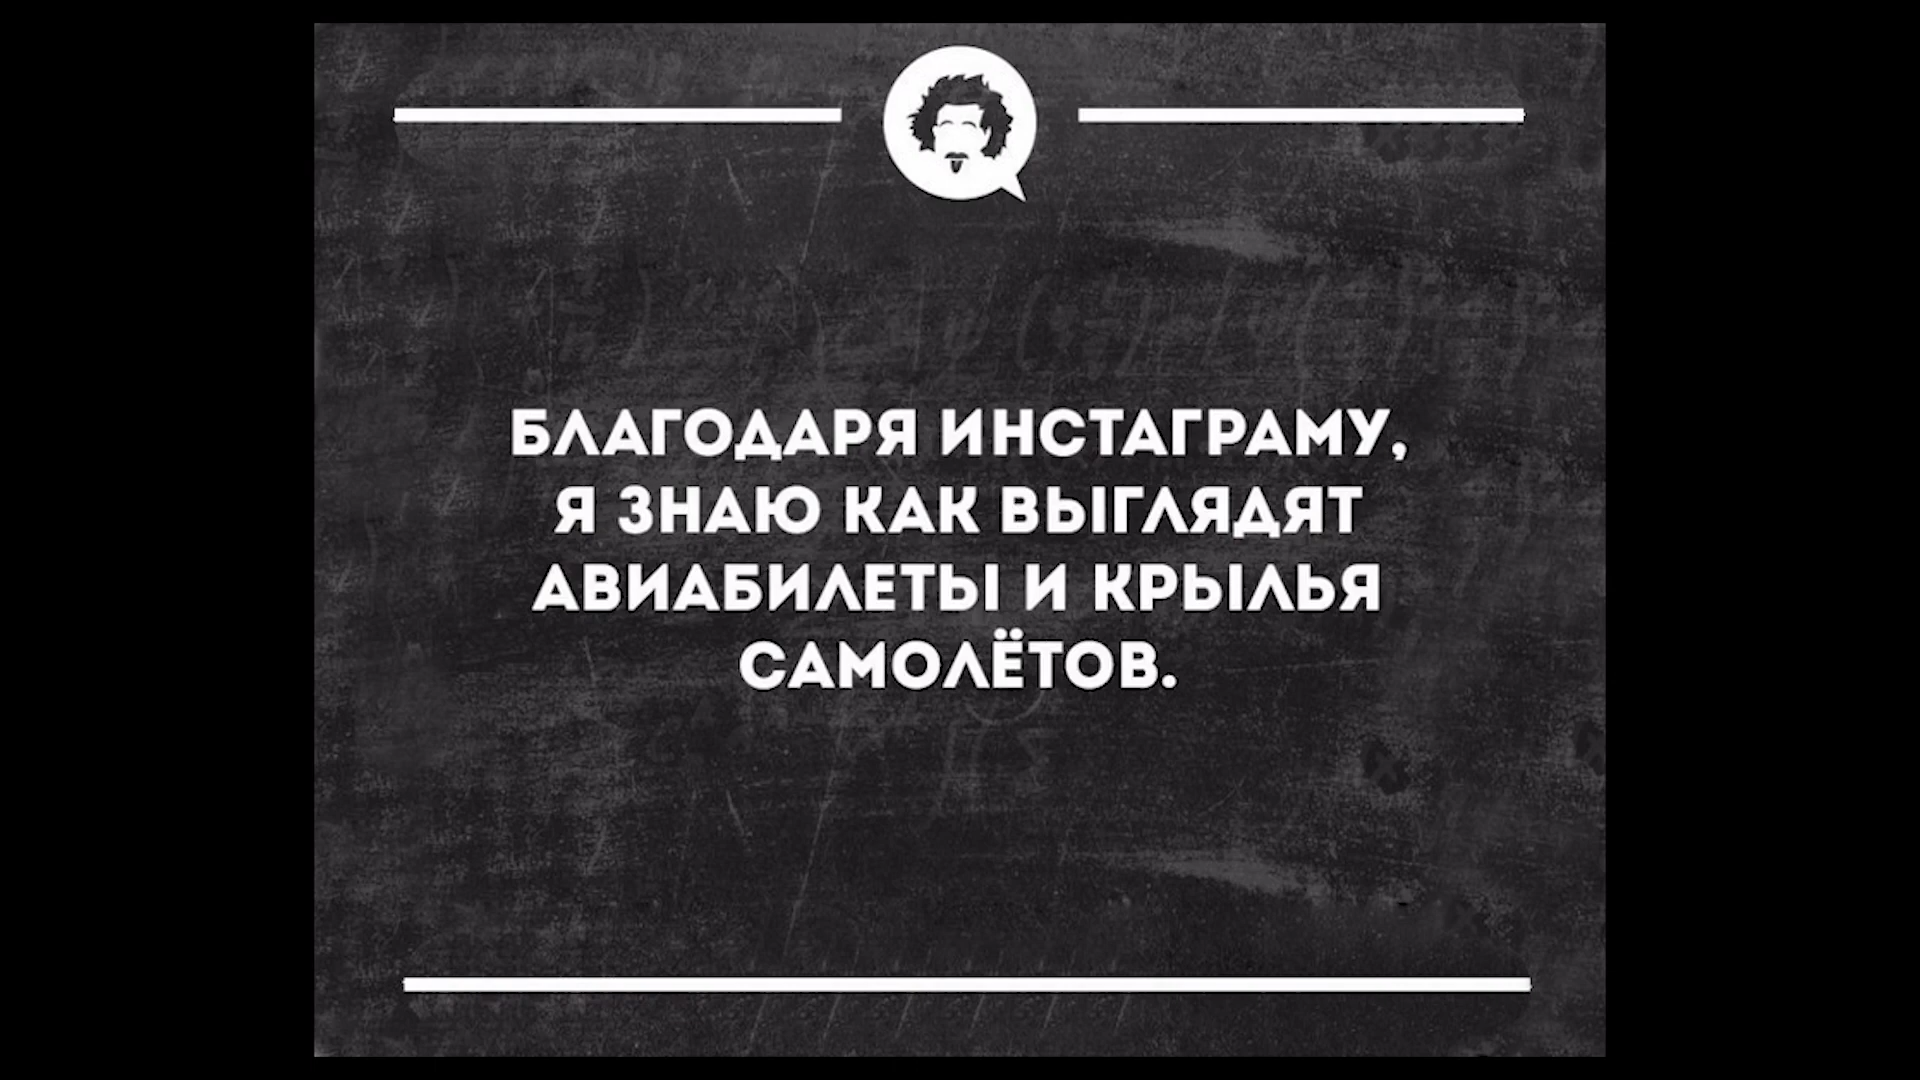 БЛАГОДАРЯ ИНСТАГРАМУ,
Я ЗНАЮ КАК ВЫГЛЯДЯТ
АВИАБИЛЕТЫ И КРЫЛЬЯ
САМОЛЁТОВ.